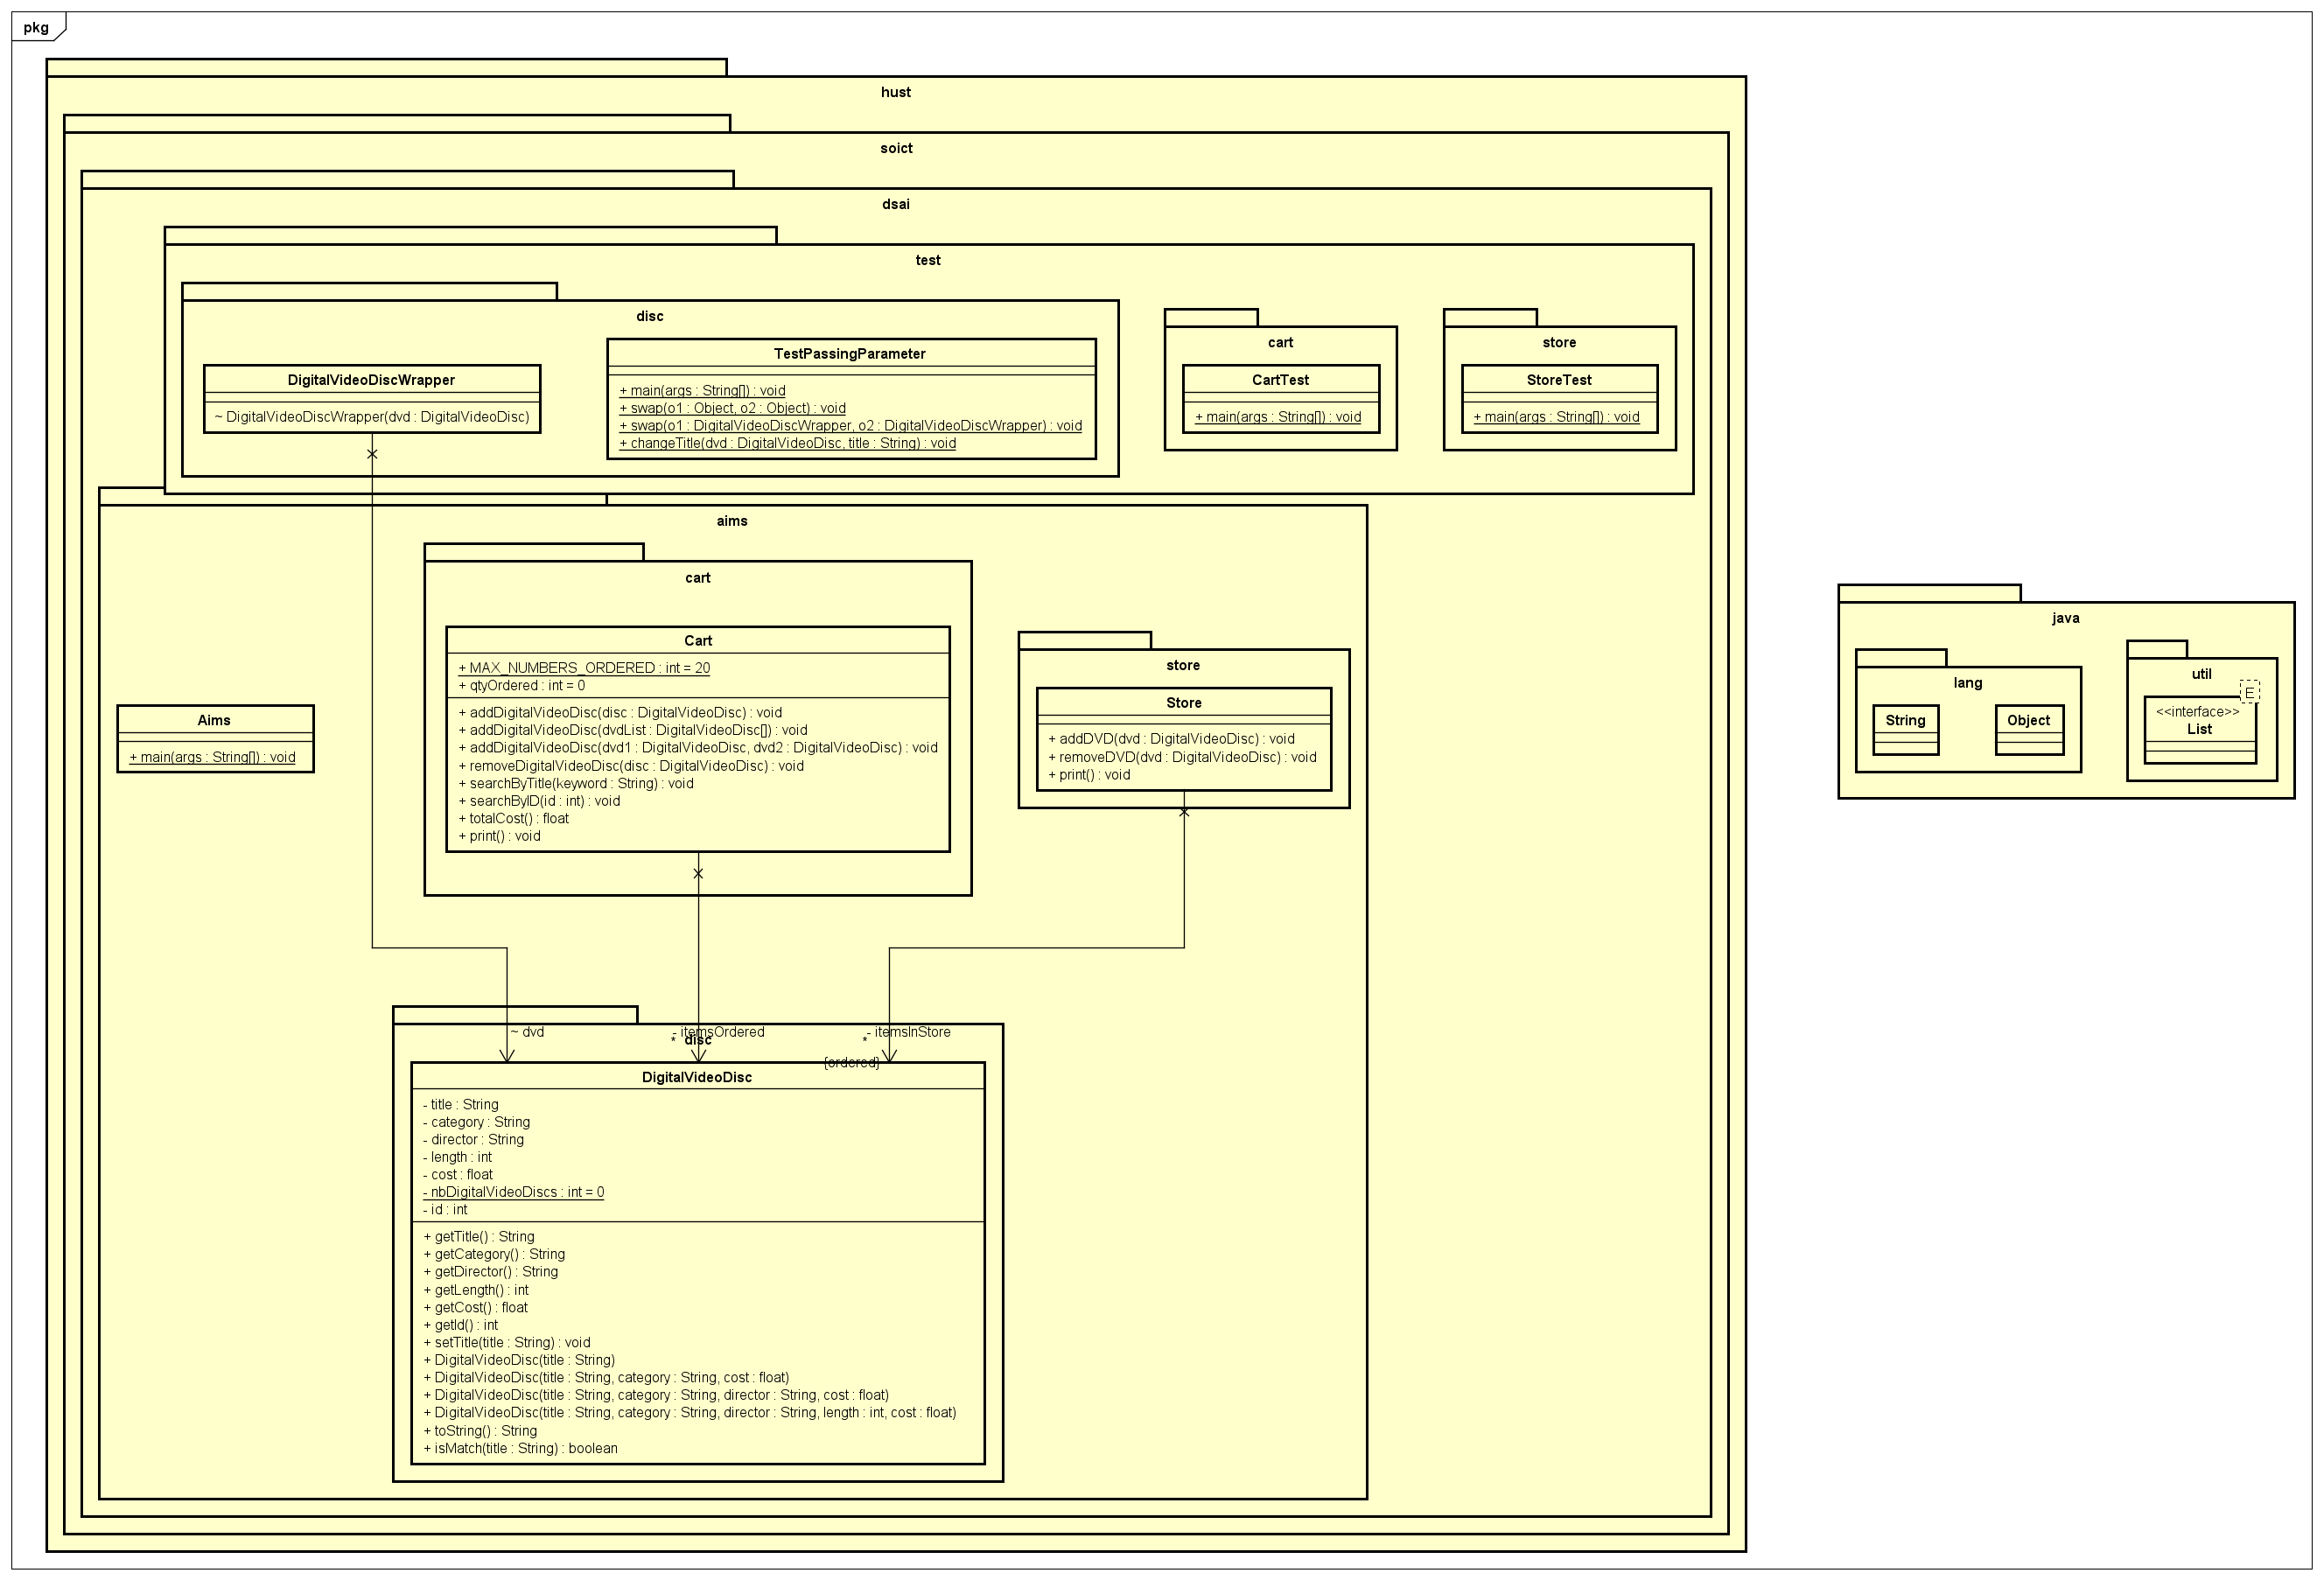 pkg
hust
soict
dsai
test
disc
DigitalVideoDiscWrapper
~ DigitalVideoDiscWrapper(dvd : DigitalVideoDisc)
TestPassingParameter
+ main(args : String[]) : void
+ swap(o1 : Object, o2 : Object) : void
+ swap(o1 : DigitalVideoDiscWrapper, o2 : DigitalVideoDiscWrapper) : void
+ changeTitle(dvd : DigitalVideoDisc, title : String) : void
cart
CartTest
+ main(args : String[]) : void
store
StoreTest
+ main(args : String[]) : void
aims
Aims
+ main(args : String[]) : void
cart
Cart
+ MAX_NUMBERS_ORDERED : int = 20
+ qtyOrdered : int = 0
+ addDigitalVideoDisc(disc : DigitalVideoDisc) : void
+ addDigitalVideoDisc(dvdList : DigitalVideoDisc[]) : void
+ addDigitalVideoDisc(dvd1 : DigitalVideoDisc, dvd2 : DigitalVideoDisc) : void
+ removeDigitalVideoDisc(disc : DigitalVideoDisc) : void
+ searchByTitle(keyword : String) : void
+ searchByID(id : int) : void
+ totalCost() : float
+ print() : void
store
Store
+ addDVD(dvd : DigitalVideoDisc) : void
+ removeDVD(dvd : DigitalVideoDisc) : void
+ print() : void
~ dvd
- itemsOrdered
*
- itemsInStore
*
{ordered}
disc
DigitalVideoDisc
- title : String
- category : String
- director : String
- length : int
- cost : float
- nbDigitalVideoDiscs : int = 0
- id : int
+ getTitle() : String
+ getCategory() : String
+ getDirector() : String
+ getLength() : int
+ getCost() : float
+ getId() : int
+ setTitle(title : String) : void
+ DigitalVideoDisc(title : String)
+ DigitalVideoDisc(title : String, category : String, cost : float)
+ DigitalVideoDisc(title : String, category : String, director : String, cost : float)
+ DigitalVideoDisc(title : String, category : String, director : String, length : int, cost : float)
+ toString() : String
+ isMatch(title : String) : boolean
java
lang
String
Object
util
E
<<interface>>
List